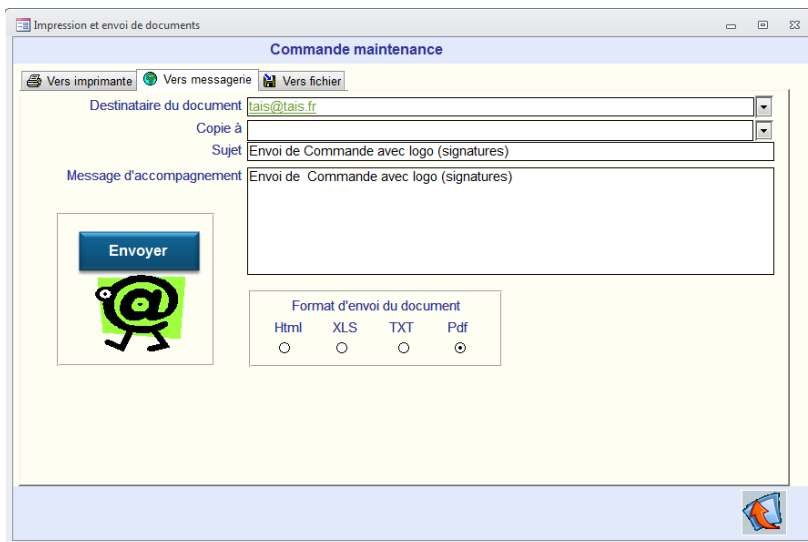 Impression et envoi de documents
Commande maintenance
Vers imprimante Vers messagerie Vers fichier
Destinataire du document tais@tais.fr
Copie à
Sujet Envoi de Commande avec logo (signatures)
Message d'accompagnement Envoi de  Commande avec logo (signatures)
Envoyer
@
Format d'envoi du document
Html XLS TXT Pdf